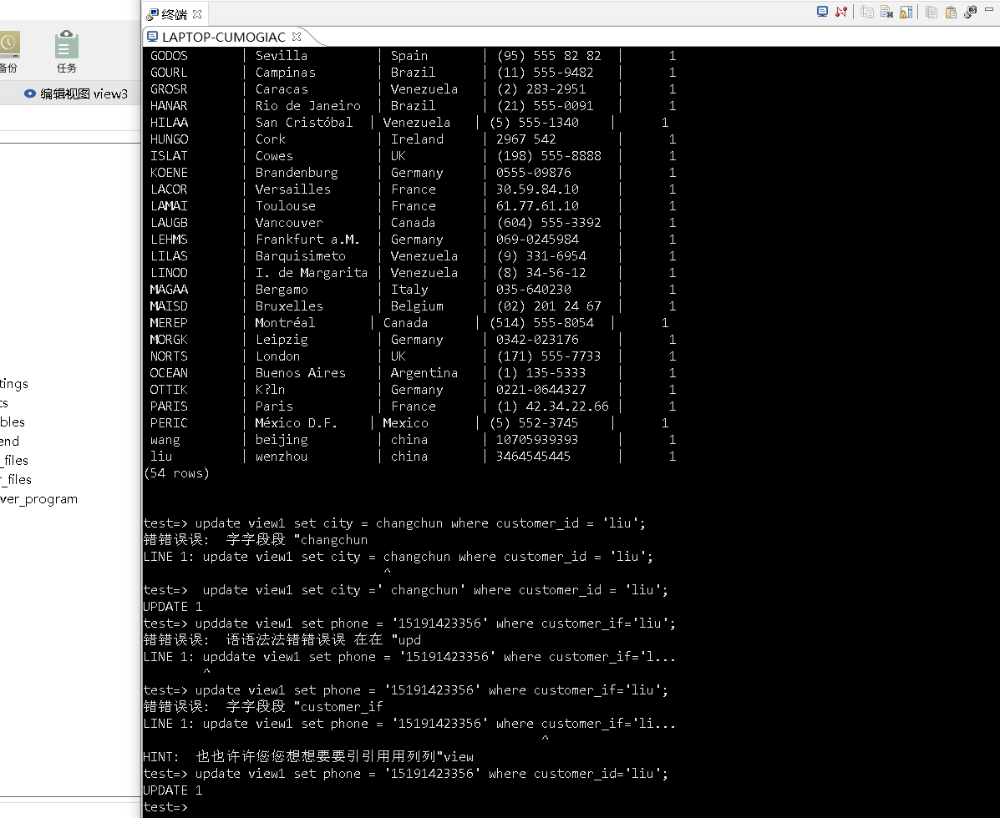 终端
LAPTOP-CUMOGIAC
备份
任务
编辑视图 view3
tings
ts
bles
end
_files
r_files
ver_program
GODOS | Sevilla | Spain | (95) 555 82 82 | 1
GOURL | Campinas | Brazil | (11) 555-9482 | 1
GROSR | Caracas | Venezuela | (2) 283-2951 | 1
HANAR | Rio de Janeiro | Brazil | (21) 555-0091 | 1
HILAA | San Cristóbal | Venezuela | (5) 555-1340 | 1
HUNGO | Cork | Ireland | 2967 542 | 1
ISLAT | Cowes | UK | (198) 555-8888 | 1
KOENE | Brandenburg | Germany | 0555-09876 | 1
LACOR | Versailles | France | 30.59.84.10 | 1
LAMAI | Toulouse | France | 61.77.61.10 | 1
LAUGB | Vancouver | Canada | (604) 555-3392 | 1
LEHMS | Frankfurt a.M. | Germany | 069-0245984 | 1
LILAS | Barquisimeto | Venezuela | (9) 331-6954 | 1
LINOD | I. de Margarita | Venezuela | (8) 34-56-12 | 1
MAGAA | Bergamo | Italy | 035-640230 | 1
MAISD | Bruxelles | Belgium | (02) 201 24 67 | 1
MEREP | Montréal | Canada | (514) 555-8054 | 1
MORGK | Leipzig | Germany | 0342-023176 | 1
NORTS | London | UK | (171) 555-7733 | 1
OCEAN | Buenos Aires | Argentina | (1) 135-5333 | 1
OTTIK | K?ln | Germany | 0221-0644327 | 1
PARIS | Paris | France | (1) 42.34.22.66 | 1
PERIC | México D.F. | Mexico | (5) 552-3745 | 1
wang | beijing | china | 10705939393 | 1
liu | wenzhou | china | 3464545445 | 1
(54 rows)
test=> update view1 set city = changchun where customer_id = 'liu';
错错误误: 字字段段 "changchun
LINE 1: update view1 set city = changchun where customer_id = 'liu';
^
test=>  update view1 set city =' changchun' where customer_id = 'liu';
UPDATE 1
test=> upddate view1 set phone = '15191423356' where customer_if='liu';
错错误误: 语语法法错错误误 在在 "upd
LINE 1: upddate view1 set phone = '15191423356' where customer_if='l...
^
test=> update view1 set phone = '15191423356' where customer_if='liu';
错错误误: 字字段段 "customer_if
LINE 1: update view1 set phone = '15191423356' where customer_if='li...
^
HINT: 也也许许您您想想要要引引用用列列"view
test=> update view1 set phone = '15191423356' where customer_id='liu';
UPDATE 1
test=>